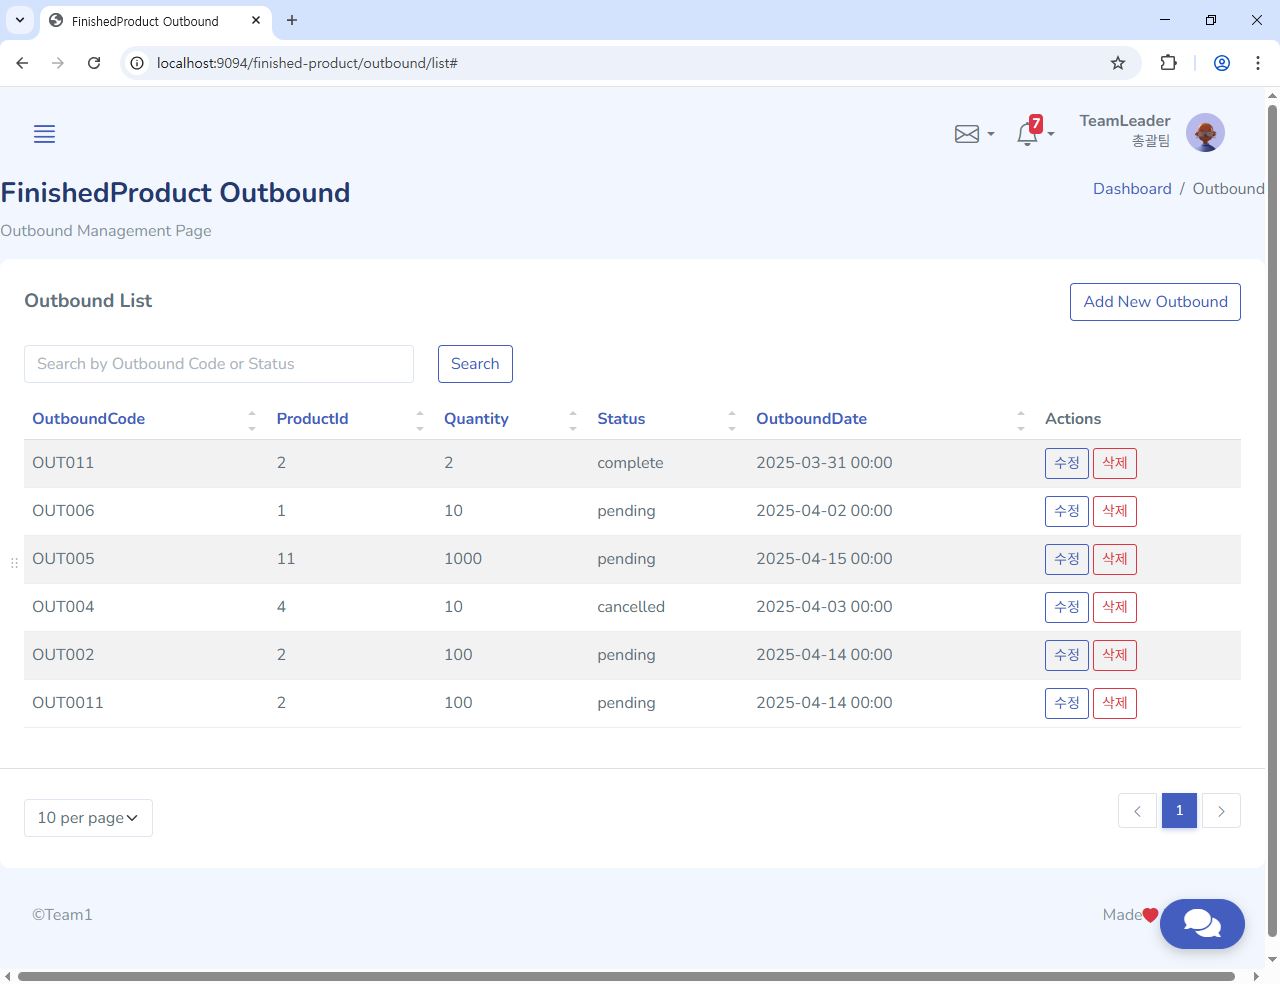 FinishedProduct Outbound
localhost:9094/finished-product/outbound/list#
7
TeamLeader
총괄팀
FinishedProduct Outbound
Dashboard / Outbound
Outbound Management Page
Outbound List
Add New Outbound
Search by Outbound Code or Status
Search
OutboundCode ProductId Quantity Status OutboundDate Actions
OUT011 2 2 complete 2025-03-31 00:00 수정 삭제
OUT006 1 10 pending 2025-04-02 00:00 수정 삭제
OUT005 11 1000 pending 2025-04-15 00:00 수정 삭제
OUT004 4 10 cancelled 2025-04-03 00:00 수정 삭제
OUT002 2 100 pending 2025-04-14 00:00 수정 삭제
OUT0011 2 100 pending 2025-04-14 00:00 수정 삭제
10 per page
1
©Team1
Made